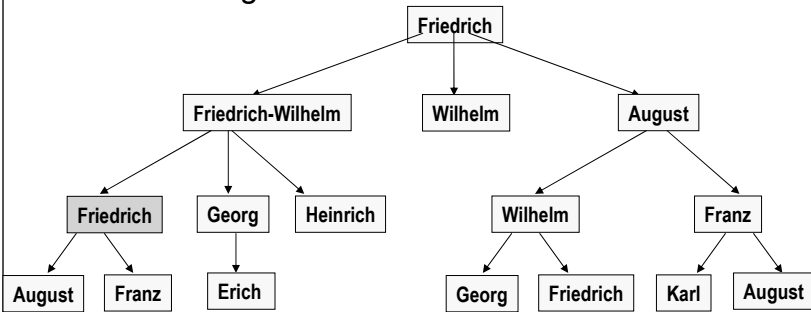 Friedrich
Friedrich-Wilhelm Wilhelm August
Friedrich Georg Heinrich Wilhelm Franz
August Franz Erich Georg Friedrich Karl August